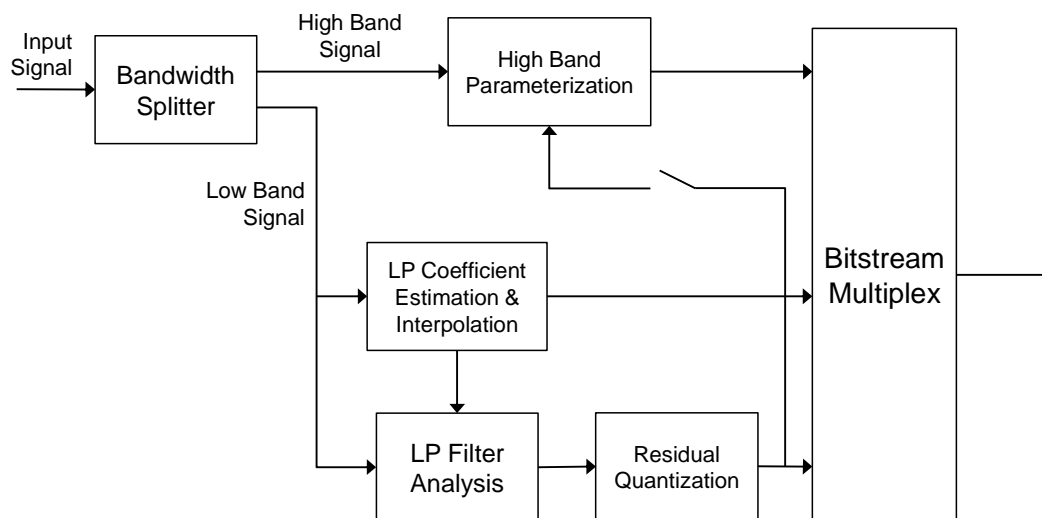 Input
Signal
Bandwidth
Splitter
High Band
Signal
High Band
Parameterization
Low Band
Signal
LP Coefficient
Estimation &
Interpolation
LP Filter
Analysis
Residual
Quantization
Bitstream
Multiplex